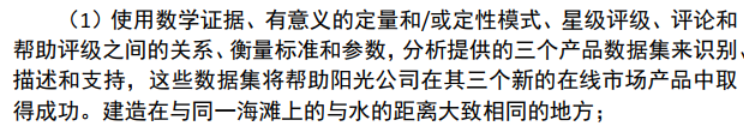 （1）使用数学证据、有意义的定量和/或定性模式、星级评级、评论和
帮助评级之间的关系、衡量标准和参数，分析提供的三个产品数据集来识别、
描述和支持，这些数据集将帮助阳光公司在其三个新的在线市场产品中取
得成功。建造在与同一海滩上的与水的距离大致相同的地方；